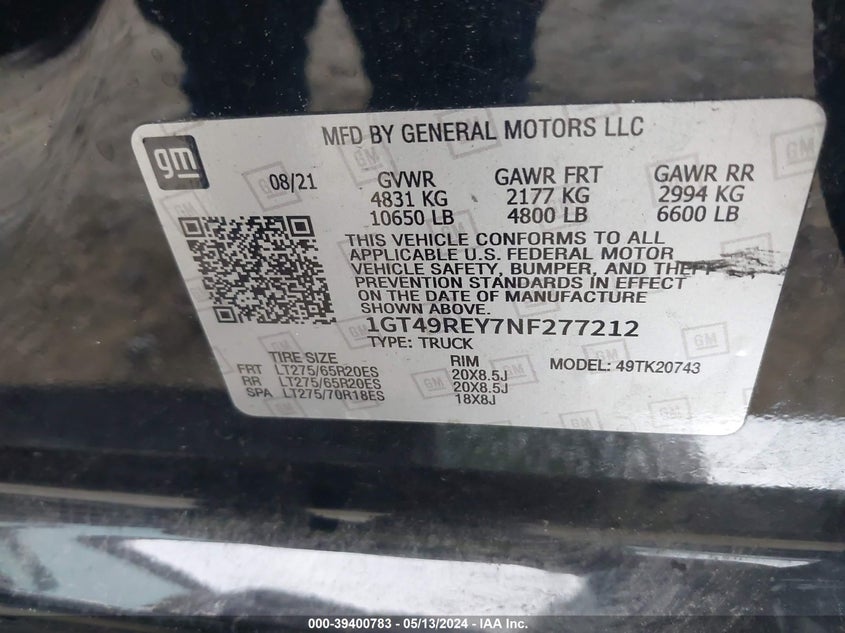 MFD BY GENERAL MOTORS LLC
gm
08/21
GVWR GAWR FRT GAWR RR
4831 KG 2177 KG 2994 KG
10650 LB 4800 LB 6600 LB
THIS VEHICLE CONFORMS TO ALL
APPLICABLE U.S. FEDERAL MOTOR
VEHICLE SAFETY, BUMPER, AND THEFT
PREVENTION STANDARDS IN EFFECT
ON THE DATE OF MANUFACTURE
SHOWN ABOVE.
1GT49REY7NF277212
TYPE: TRUCK
TIRE SIZE RIM MODEL: 49TK20743
FRT LT275/65R20ES 20X8.5J
RR LT275/65R20ES 20X8.5J
SPA LT275/70R18ES 18X8J
000-39400783 - 05/13/2024 - IAA Inc.